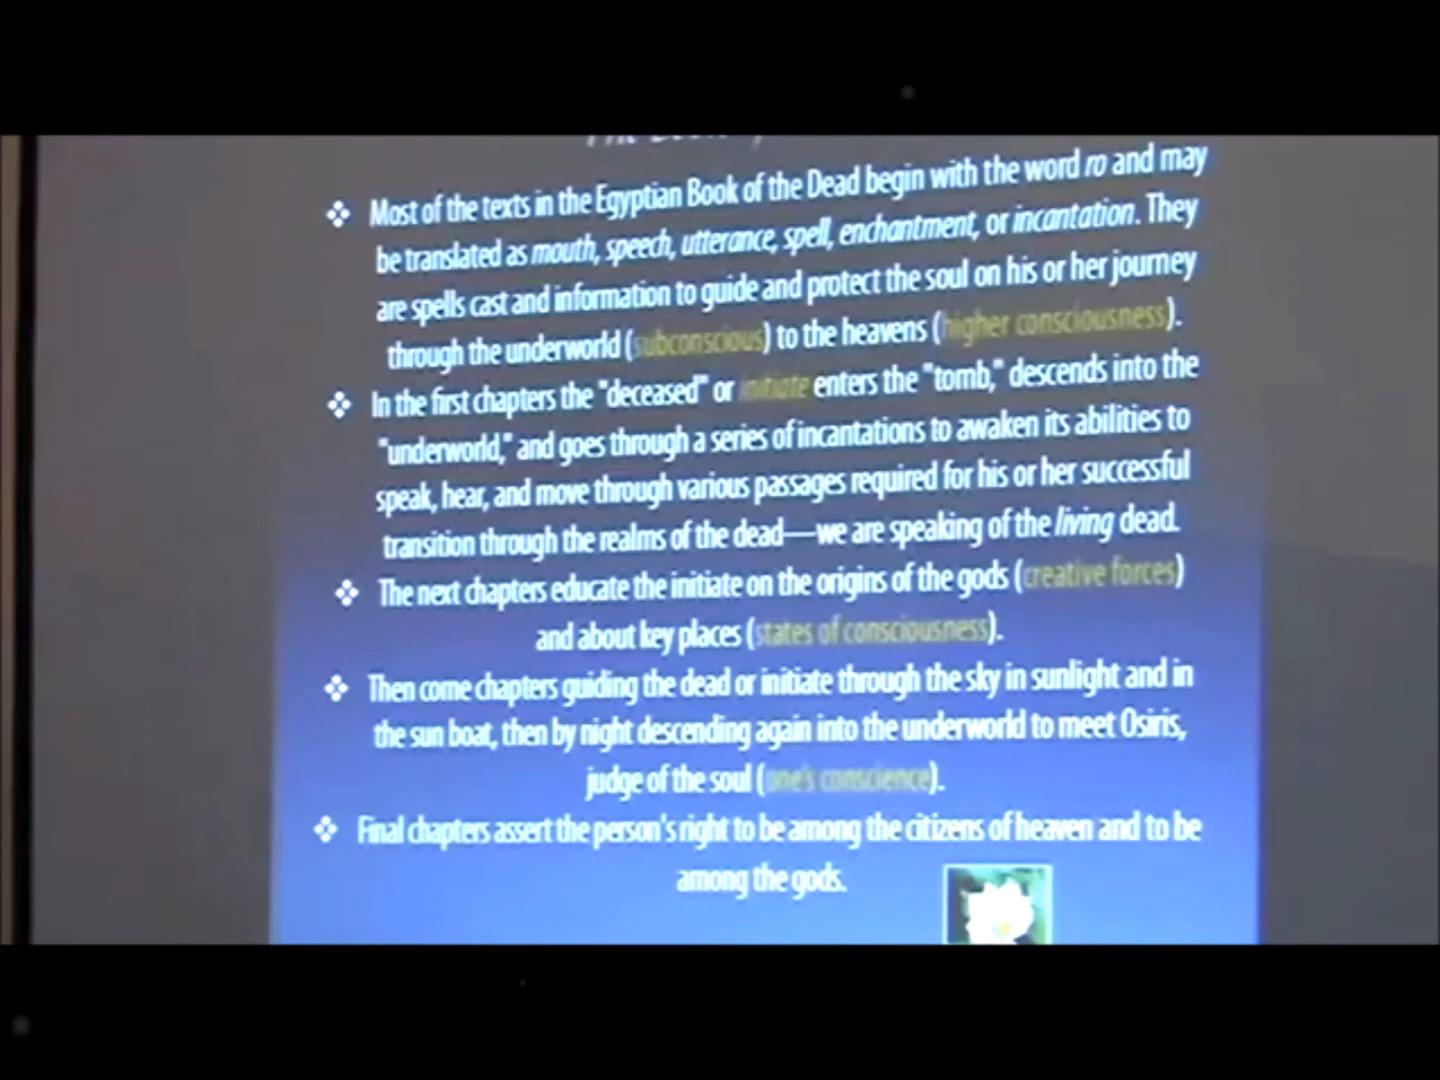 ❖ Most of the texts in the Egyptian Book of the Dead begin with the word ro and may
be translated as mouth, speech, utterance, spell, enchantment, or incantation. They
are spells cast and information to guide and protect the soul on his or her journey
through the underworld (subconscious) to the heavens (higher consciousness).
❖ In the first chapters the "deceased" or initiate enters the "tomb," descends into the
"underworld," and goes through a series of incantations to awaken its abilities to
speak, hear, and move through various passages required for his or her successful
transition through the realms of the dead—we are speaking of the living dead.
❖ The next chapters educate the initiate on the origins of the gods (creative forces)
and about key places (states of consciousness).
❖ Then come chapters guiding the dead or initiate through the sky in sunlight and in
the sun boat, then by night descending again into the underworld to meet Osiris,
judge of the soul (one's conscience).
❖ Final chapters assert the person's right to be among the citizens of heaven and to be
among the gods.